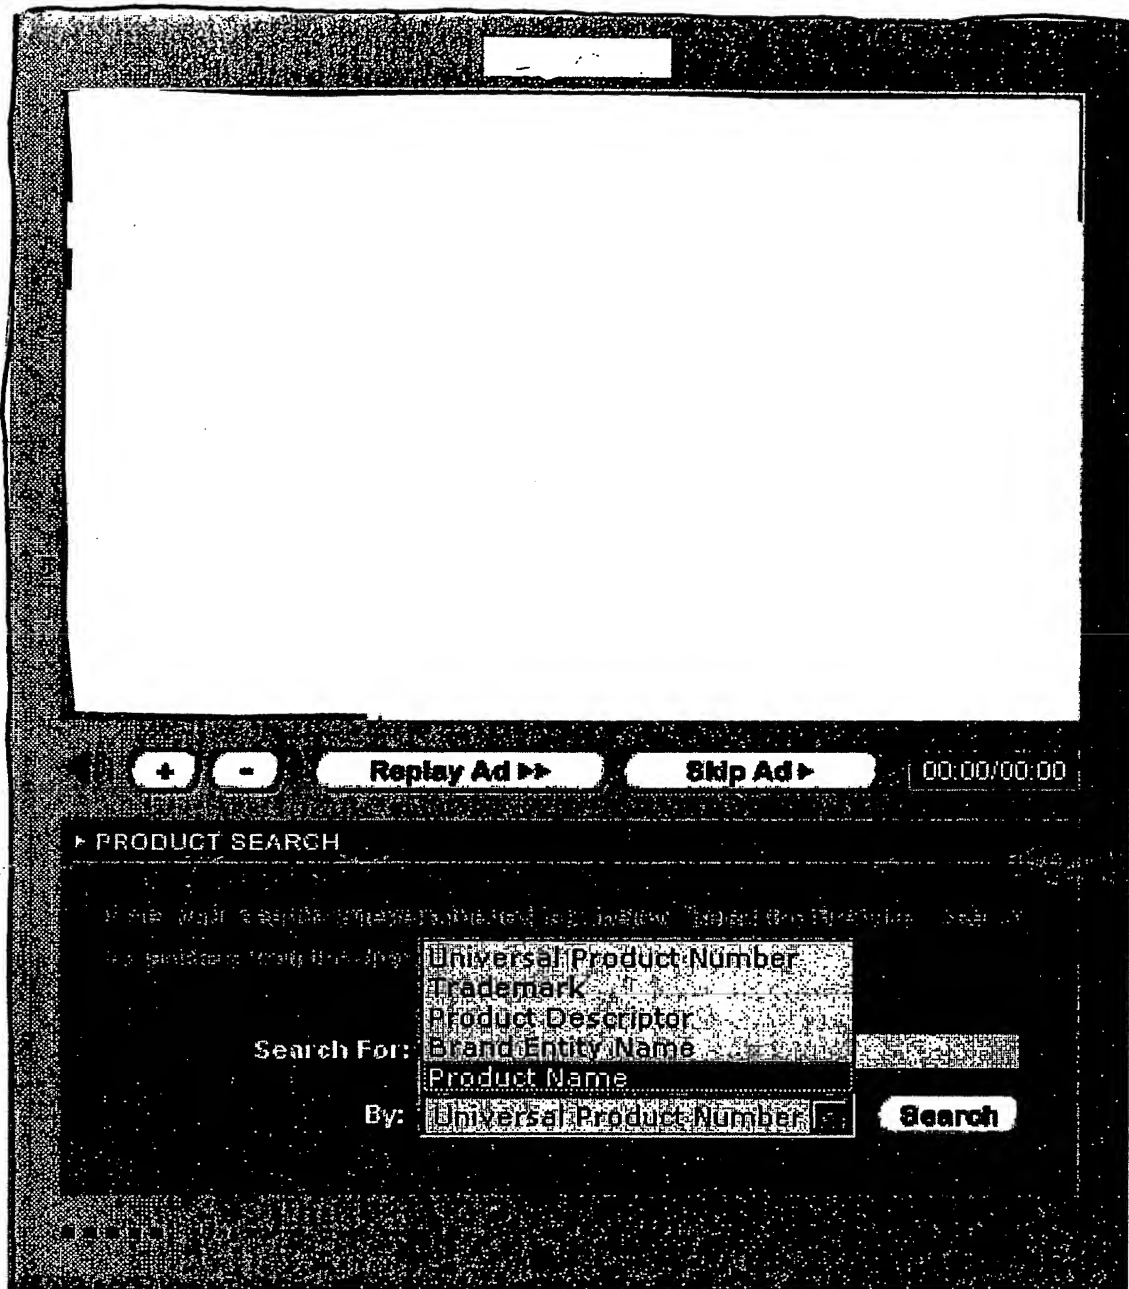 + - Replay Ad Skip Ad 00:00/00:00
PRODUCT SEARCH
Universal Product Number
Trademark
Product Descriptor
Search For: Brand Entity Name
Product Name
By: Universal Product Number Search